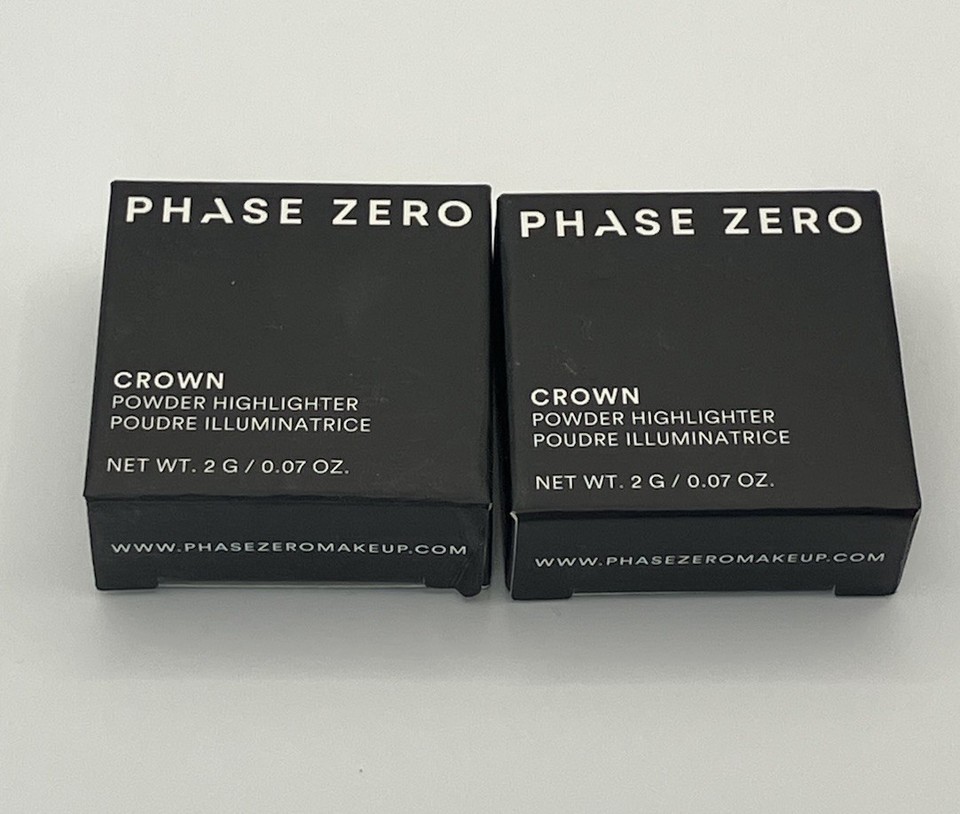 PHASE ZERO
CROWN
POWDER HIGHLIGHTER
POUDRE ILLUMINATRICE
NET WT. 2 G / 0.07 OZ.
WWW.PHASEZEROMAKEUP.COM
PHASE ZERO
CROWN
POWDER HIGHLIGHTER
POUDRE ILLUMINATRICE
NET WT. 2 G / 0.07 OZ.
WWW.PHASEZEROMAKEUP.COM